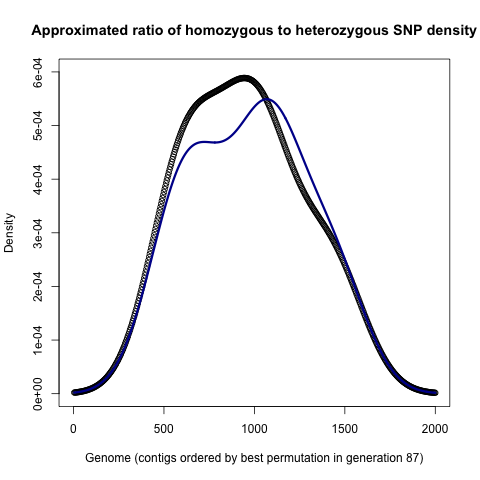 Approximated ratio of homozygous to heterozygous SNP density
6e-04
5e-04
4e-04
3e-04
2e-04
1e-04
0e+00
Density
0 500 1000 1500 2000
Genome (contigs ordered by best permutation in generation 87)